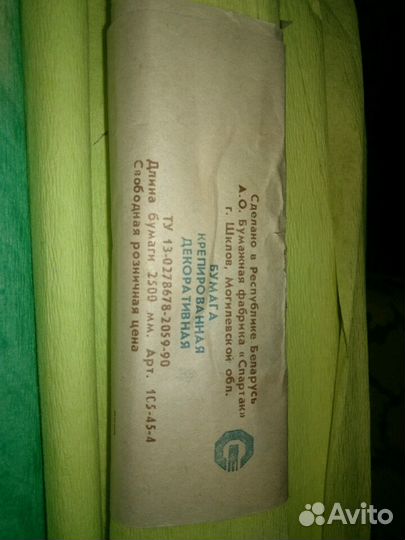 Сделано в Республике Беларусь
А.О. Бумажная фабрика «Спартак»
г. Шклов, Могилевской обл.
БУМАГА
КРЕПИРОВАННАЯ
ДЕКОРАТИВНАЯ
ТУ 13-0278678-2059-90
Длина бумаги 2500 мм. Арт. 1С5-45-4
Свободная розничная цена
Avito